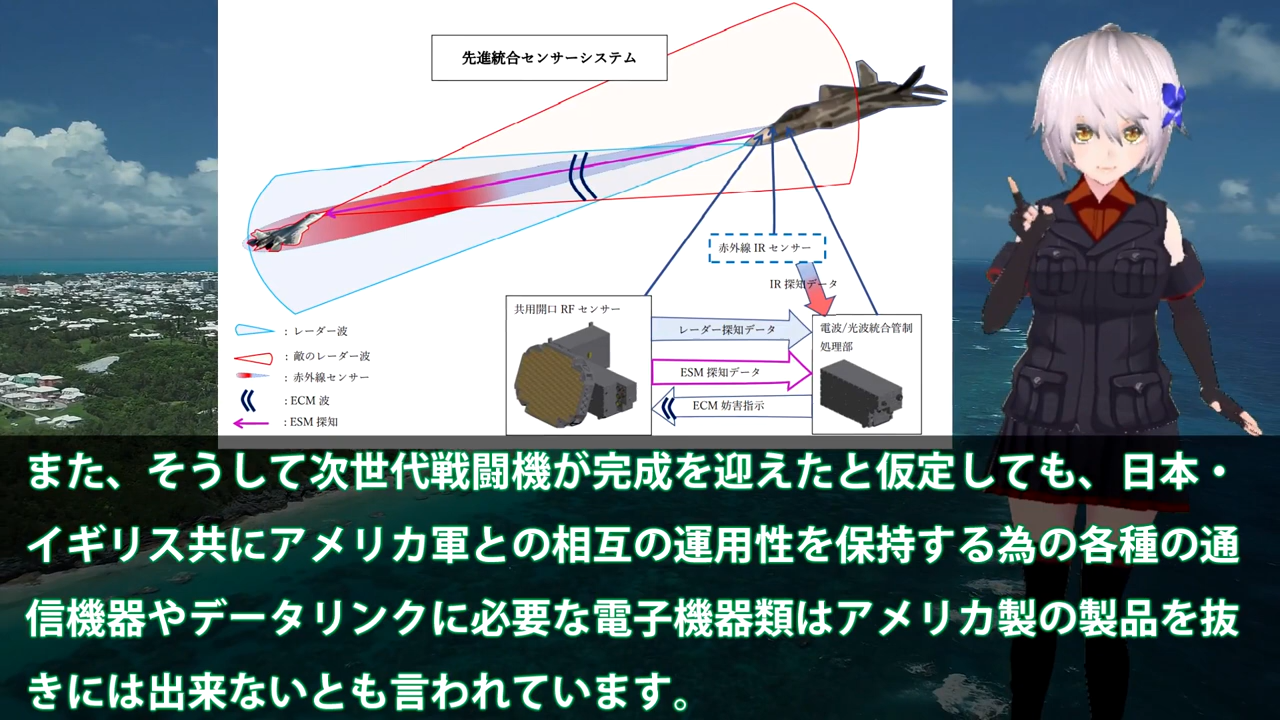 先進統合センサーシステム
赤外線 IR センサー
IR 探知データ
共用開口 RF センサー
レーダー探知データ
電波/光波統合管制
処理部
ESM 探知データ
ECM 妨害指示
：レーダー波
：敵のレーダー波
：赤外線センサー
：ECM 波
：ESM 探知
また、そうして次世代戦闘機が完成を迎えたと仮定しても、日本・
イギリス共にアメリカ軍との相互の運用性を保持する為の各種の通
信機器やデータリンクに必要な電子機器類はアメリカ製の製品を抜
きには出来ないとも言われています。